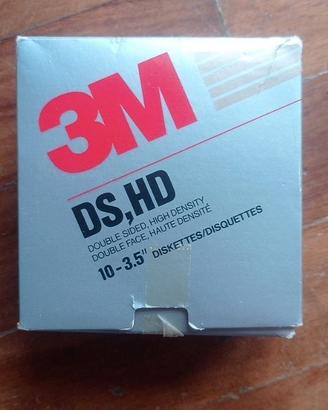 3M
DS,HD
DOUBLE SIDED, HIGH DENSITY
DOUBLE FACE, HAUTE DENSITÉ
10-3.5" DISKETTES/DISQUETTES